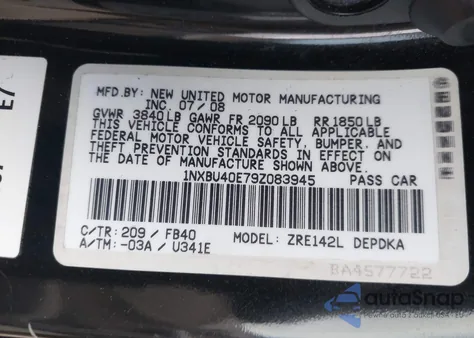 E7
MFD.BY: NEW UNITED MOTOR MANUFACTURING
INC. 07/08
GVWR 3840LB GAWR FR 2090LB RR1850LB
THIS VEHICLE CONFORMS TO ALL APPLICABLE
FEDERAL MOTOR VEHICLE SAFETY, BUMPER, AND
THEFT PREVENTION STANDARDS IN EFFECT ON
THE DATE OF MANUFACTURE SHOWN ABOVE.
1NXBU40E79Z083945 PASS CAR
C/TR: 209 / FB40 MODEL: ZRE142L DEPDKA
A/TM: -03A / U341E
BA4577722
autoSnap